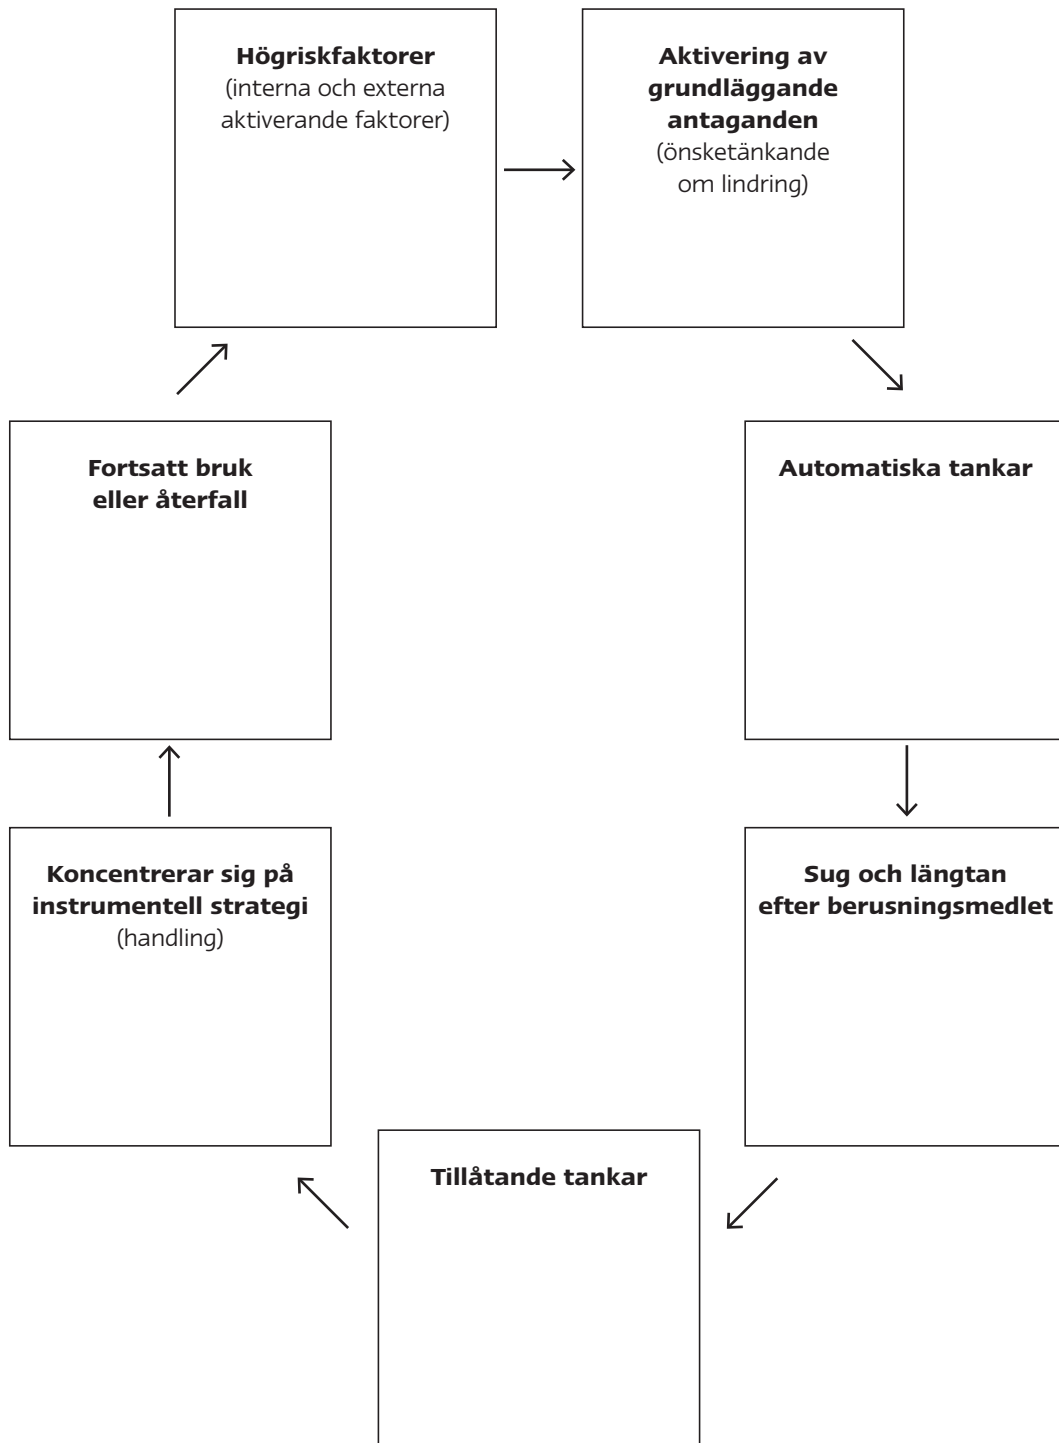 Högriskfaktorer
(interna och externa
aktiverande faktorer)
Aktivering av
grundläggande
antaganden
(önsketänkande
om lindring)
Automatiska tankar
Sug och längtan
efter berusningsmedlet
Tillåtande tankar
Koncentrerar sig på
instrumentell strategi
(handling)
Fortsatt bruk
eller återfall